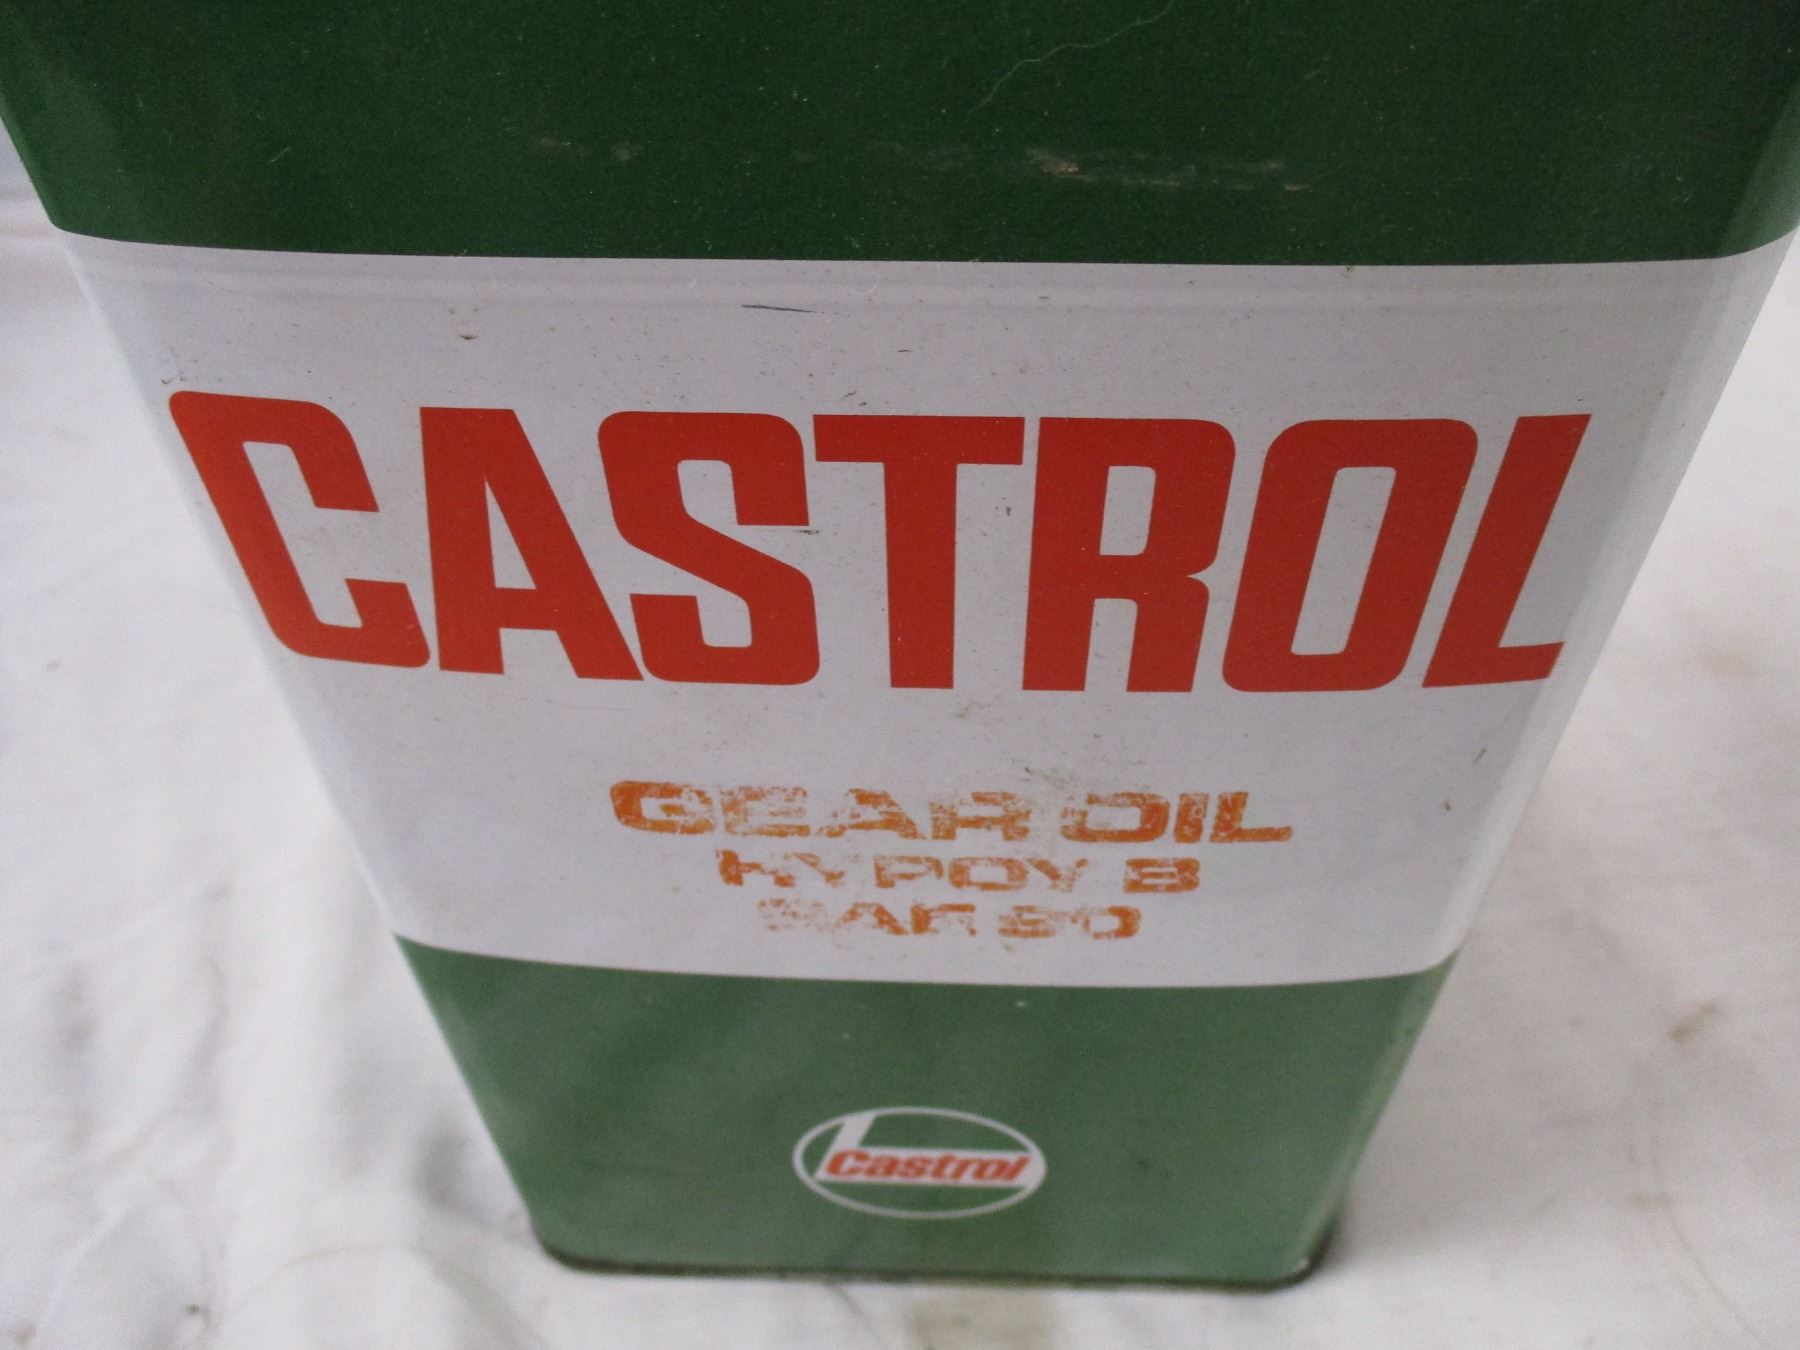 CASTROL
GEAR OIL
HYPOY B
SAE 90
Castrol